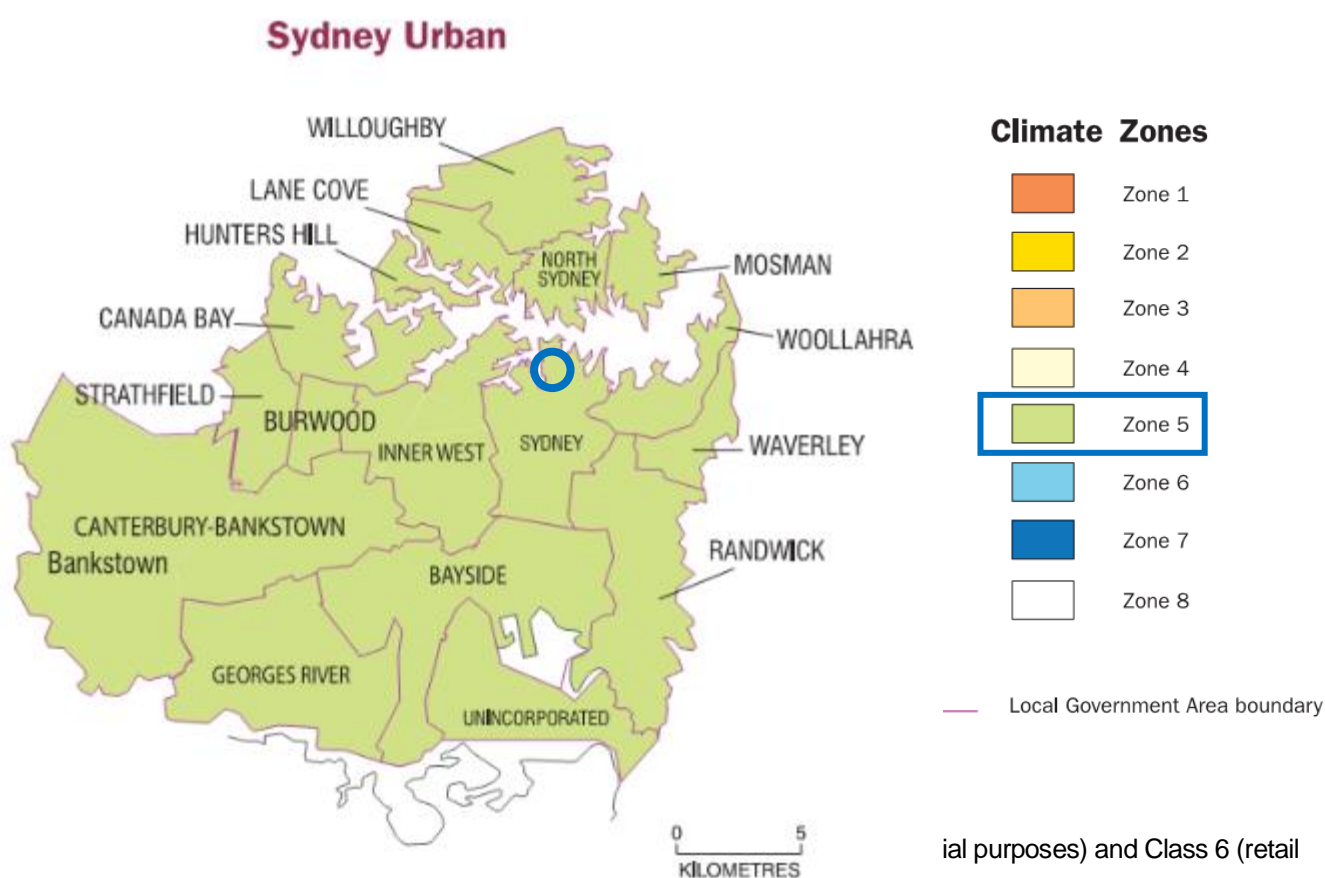 Sydney Urban
WILLOUGHBY
LANE COVE
HUNTERS HILL
NORTH
SYDNEY
MOSMAN
CANADA BAY
WOOLLAHRA
STRATHFIELD
BURWOOD
INNER WEST
SYDNEY
WAVERLEY
CANTERBURY-BANKSTOWN
Bankstown
RANDWICK
BAYSIDE
GEORGES RIVER
UNINCORPORATED
0 5
KILOMETRES
Climate Zones
Zone 1
Zone 2
Zone 3
Zone 4
Zone 5
Zone 6
Zone 7
Zone 8
Local Government Area boundary
ial purposes) and Class 6 (retail